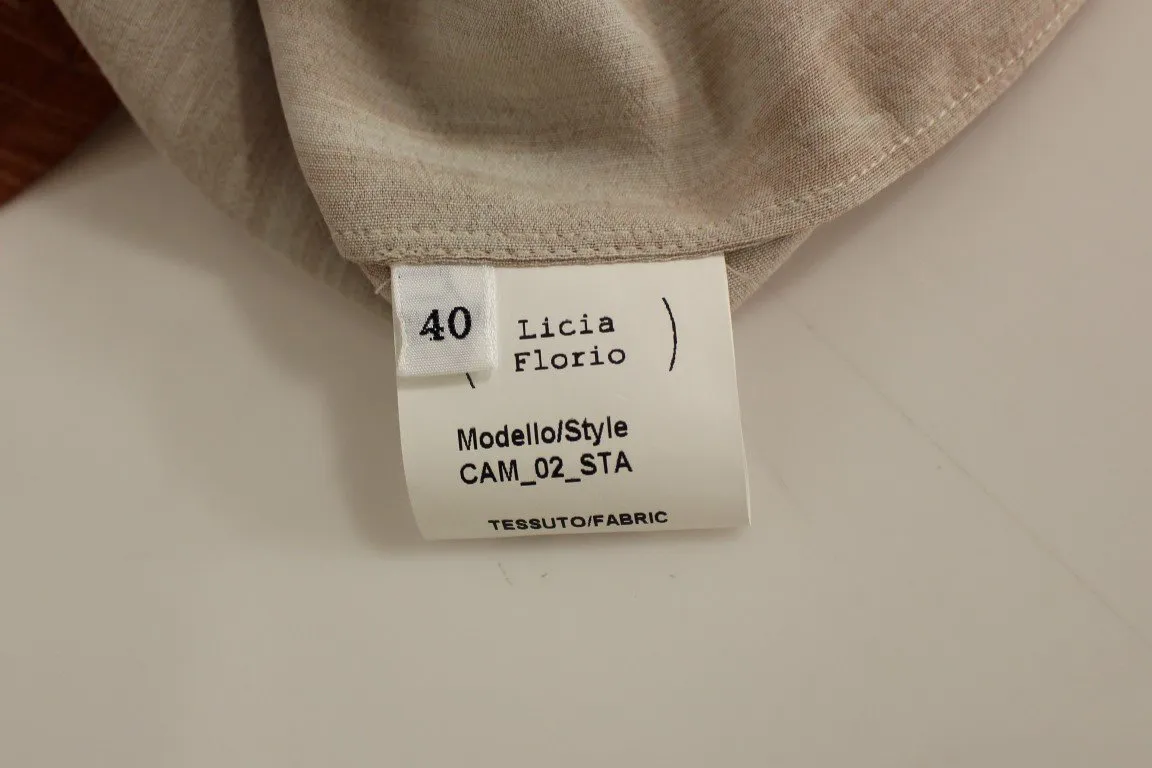 40
( Licia )
Florio
Modello/Style
CAM_02_STA
TESSUTO/FABRIC